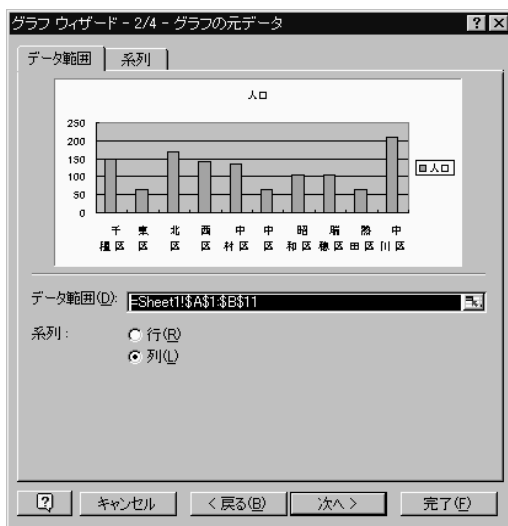 グラフ ウィザード - 2/4 - グラフの元データ
データ範囲 系列
人口
250
200
150
100
50
0
人口
千種区 東区 北区 西区 中村区 中区 昭和区 瑞穂区 熱田区 中川区
データ範囲(D): =Sheet1!$A$1:$B$11
系列:
行(R)
列(L)
キャンセル < 戻る(B) 次へ > 完了(F)